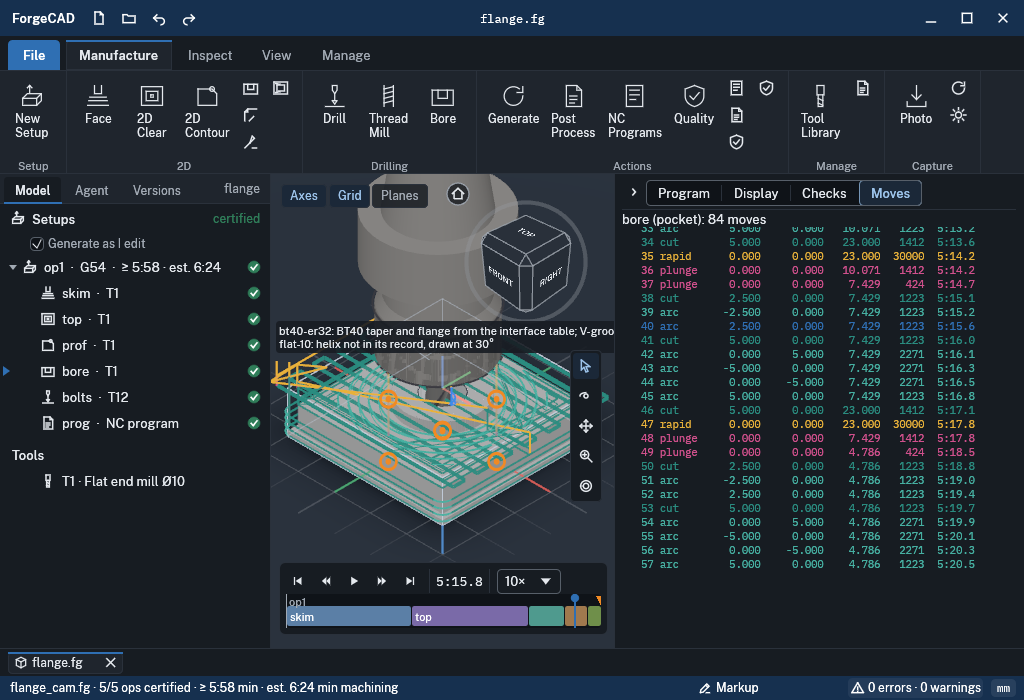 ForgeCAD
flange.fg
File
Manufacture
Inspect
View
Manage
New Setup
Face
2D Clear
2D Contour
Drill
Thread Mill
Bore
Generate
Post Process
NC Programs
Quality
Tool Library
Photo
Setup
2D
Drilling
Actions
Manage
Capture
Model
Agent
Versions
flange
Setups
certified
Generate as I edit
op1 · G54 · ≥ 5:58 · est. 6:24
skim · T1
top · T1
prof · T1
bore · T1
bolts · T12
prog · NC program
Tools
T1 · Flat end mill Ø10
Axes
Grid
Planes
TOP
FRONT
RIGHT
bt40-er32: BT40 taper and flange from the interface table; V-groo
flat-10: helix not in its record, drawn at 30°
5:15.8
10×
op1
skim
top
Program
Display
Checks
Moves
bore (pocket): 84 moves
33 arc 5.000 0.000 10.071 1223 5:13.2
34 cut 5.000 0.000 23.000 1412 5:13.6
35 rapid 0.000 0.000 23.000 30000 5:14.2
36 plunge 0.000 0.000 10.071 1412 5:14.2
37 plunge 0.000 0.000 7.429 424 5:14.7
38 cut 2.500 0.000 7.429 1223 5:15.1
39 arc -2.500 0.000 7.429 1223 5:15.2
40 arc 2.500 0.000 7.429 1223 5:15.6
41 cut 5.000 0.000 7.429 1223 5:16.0
42 arc 0.000 5.000 7.429 2271 5:16.1
43 arc -5.000 0.000 7.429 2271 5:16.3
44 arc 0.000 -5.000 7.429 2271 5:16.5
45 arc 5.000 0.000 7.429 2271 5:16.8
46 cut 5.000 0.000 23.000 1412 5:17.1
47 rapid 0.000 0.000 23.000 30000 5:17.8
48 plunge 0.000 0.000 7.429 1412 5:17.8
49 plunge 0.000 0.000 4.786 424 5:18.5
50 cut 2.500 0.000 4.786 1223 5:18.8
51 arc -2.500 0.000 4.786 1223 5:19.0
52 arc 2.500 0.000 4.786 1223 5:19.4
53 cut 5.000 0.000 4.786 1223 5:19.7
54 arc 0.000 5.000 4.786 2271 5:19.9
55 arc -5.000 0.000 4.786 2271 5:20.1
56 arc 0.000 -5.000 4.786 2271 5:20.3
57 arc 5.000 0.000 4.786 2271 5:20.5
flange.fg
flange_cam.fg · 5/5 ops certified · ≥ 5:58 min · est. 6:24 min machining
Markup
0 errors · 0 warnings
mm